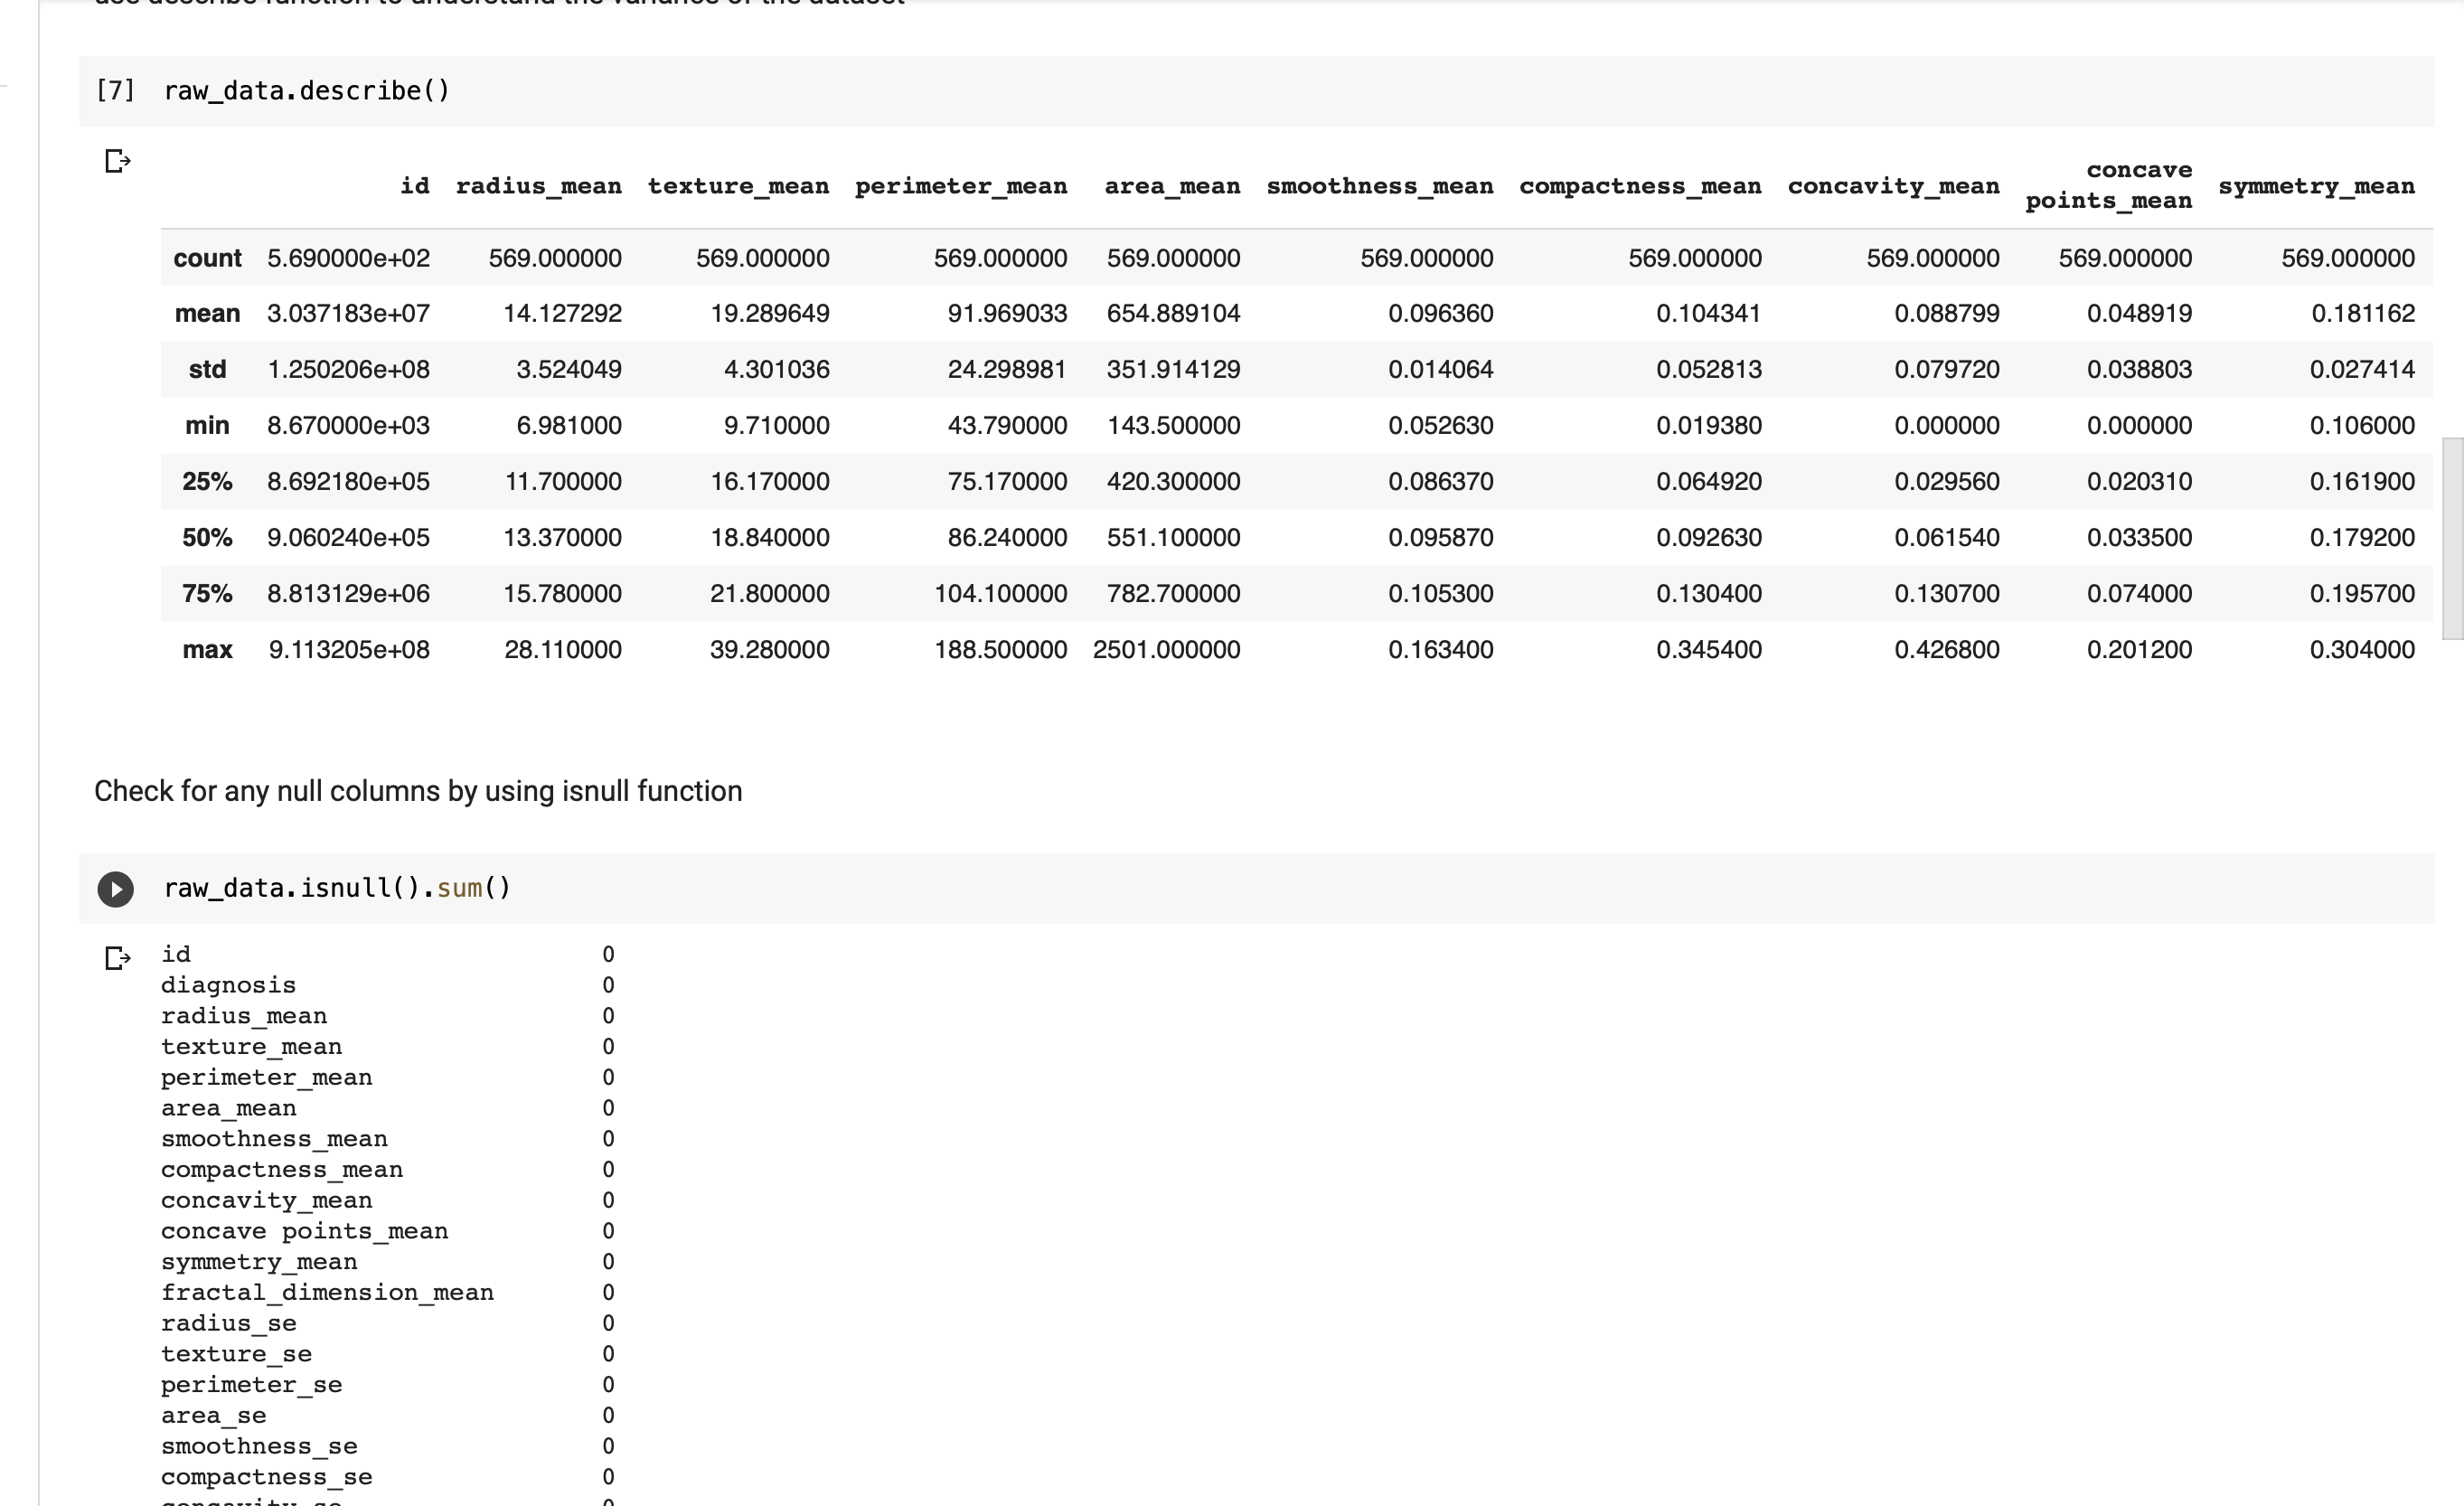 use describe function to understand the variance of the dataset
[7] raw_data.describe()
id radius_mean texture_mean perimeter_mean area_mean smoothness_mean compactness_mean concavity_mean concave points_mean symmetry_mean
count 5.690000e+02 569.000000 569.000000 569.000000 569.000000 569.000000 569.000000 569.000000 569.000000 569.000000
mean 3.037183e+07 14.127292 19.289649 91.969033 654.889104 0.096360 0.104341 0.088799 0.048919 0.181162
std 1.250206e+08 3.524049 4.301036 24.298981 351.914129 0.014064 0.052813 0.079720 0.038803 0.027414
min 8.670000e+03 6.981000 9.710000 43.790000 143.500000 0.052630 0.019380 0.000000 0.000000 0.106000
25% 8.692180e+05 11.700000 16.170000 75.170000 420.300000 0.086370 0.064920 0.029560 0.020310 0.161900
50% 9.060240e+05 13.370000 18.840000 86.240000 551.100000 0.095870 0.092630 0.061540 0.033500 0.179200
75% 8.813129e+06 15.780000 21.800000 104.100000 782.700000 0.105300 0.130400 0.130700 0.074000 0.195700
max 9.113205e+08 28.110000 39.280000 188.500000 2501.000000 0.163400 0.345400 0.426800 0.201200 0.304000
Check for any null columns by using isnull function
raw_data.isnull().sum()
id 0
diagnosis 0
radius_mean 0
texture_mean 0
perimeter_mean 0
area_mean 0
smoothness_mean 0
compactness_mean 0
concavity_mean 0
concave points_mean 0
symmetry_mean 0
fractal_dimension_mean 0
radius_se 0
texture_se 0
perimeter_se 0
area_se 0
smoothness_se 0
compactness_se 0
concavity_se 0